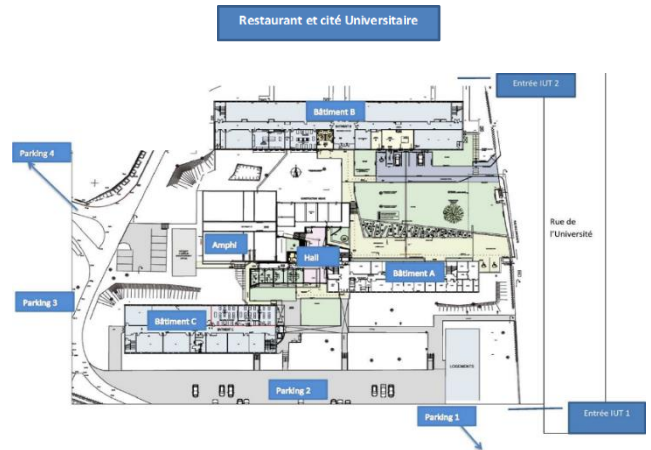 Restaurant et cité Universitaire
Entrée IUT 2
Bâtiment B
Parking 4
Rue de
l'Université
Amphi
Hall
Bâtiment A
Parking 3
Bâtiment C
LOGEMENTS
Parking 2
Parking 1
Entrée IUT 1